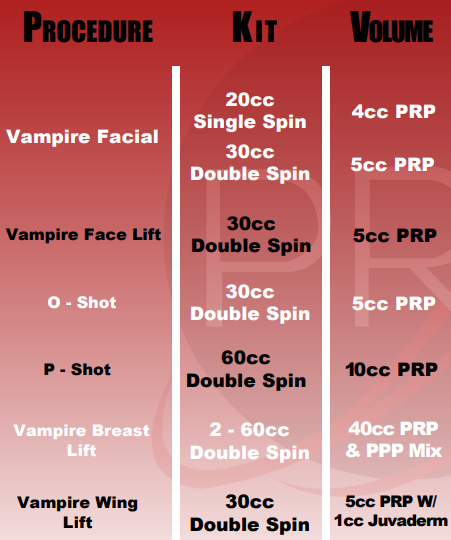 Procedure Kit Volume
20cc
Single Spin
4cc PRP
Vampire Facial
30cc
Double Spin
5cc PRP
Vampire Face Lift
30cc
Double Spin
5cc PRP
O - Shot
30cc
Double Spin
5cc PRP
P - Shot
60cc
Double Spin
10cc PRP
Vampire Breast
Lift
2 - 60cc
Double Spin
40cc PRP
& PPP Mix
Vampire Wing
Lift
30cc
Double Spin
5cc PRP W/
1cc Juvaderm
PR